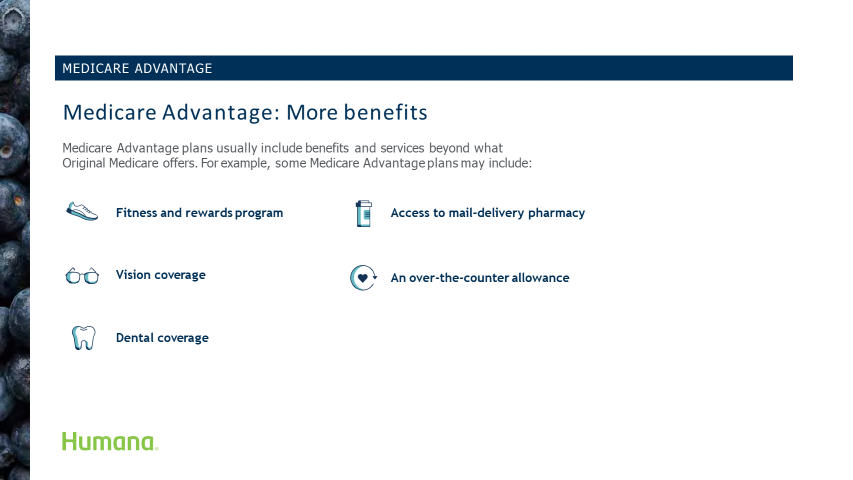 MEDICARE ADVANTAGE
Medicare Advantage: More benefits
Medicare Advantage plans usually include benefits and services beyond what
Original Medicare offers. For example, some Medicare Advantage plans may include:
Fitness and rewards program
Access to mail-delivery pharmacy
Vision coverage
An over-the-counter allowance
Dental coverage
Humana®